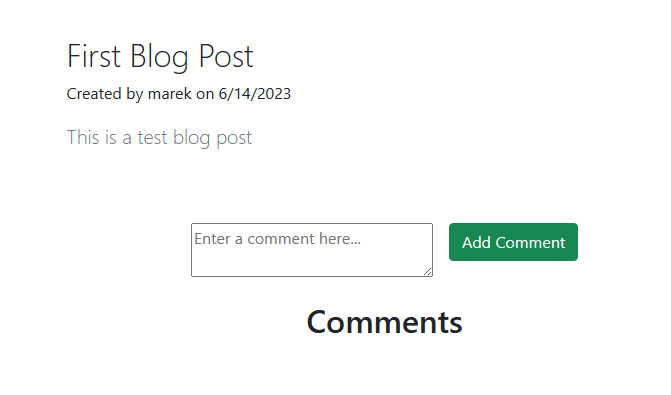 First Blog Post
Created by marek on 6/14/2023
This is a test blog post
Enter a comment here...
Add Comment
Comments